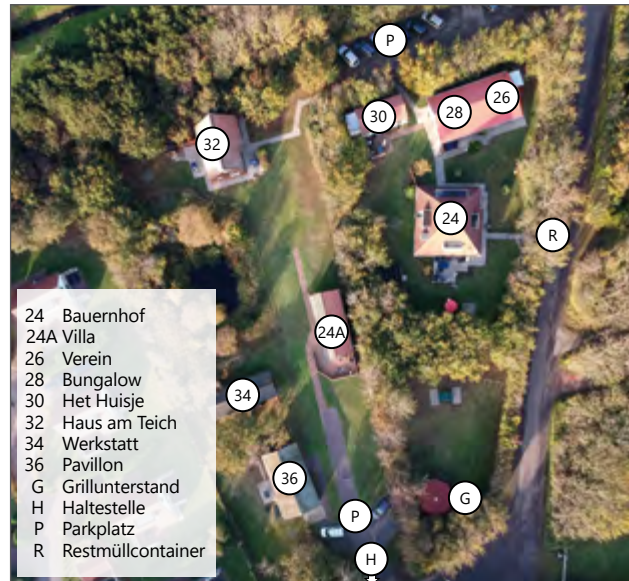 P
26
28
30
32
24
R
24A
34
36
G
P
H
24 Bauernhof
24A Villa
26 Verein
28 Bungalow
30 Het Huisje
32 Haus am Teich
34 Werkstatt
36 Pavillon
G Grillunterstand
H Haltestelle
P Parkplatz
R Restmüllcontainer